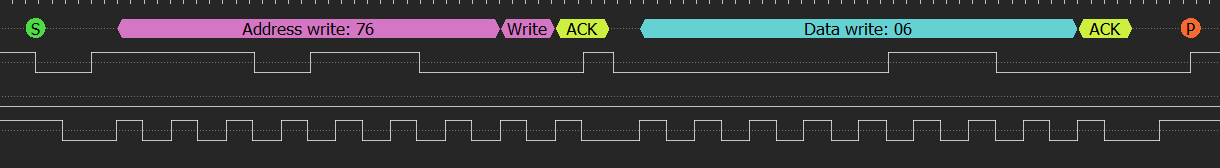 S Address write: 76 Write ACK Data write: 06 ACK P